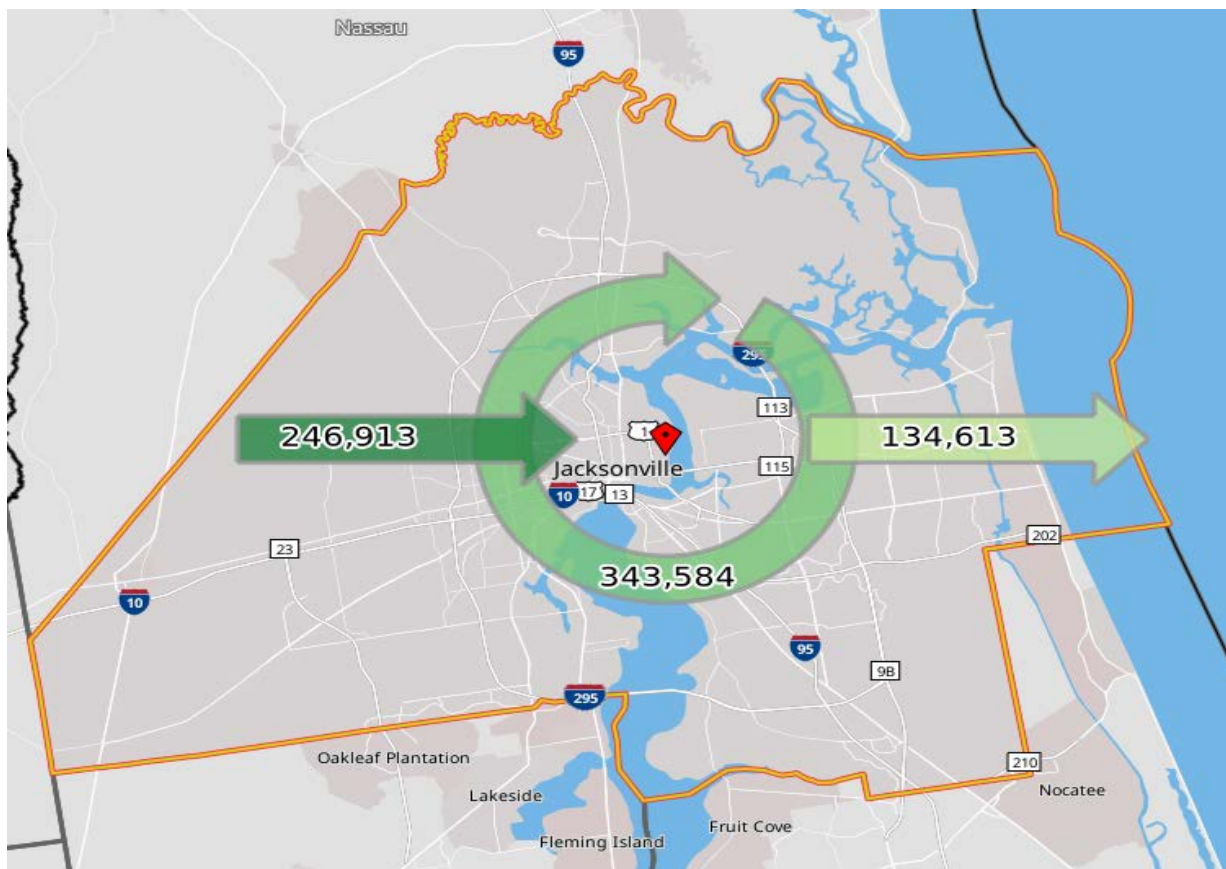 Nassau
95
295
113
246,913
1
134,613
Jacksonville
115
10
17
13
202
23
343,584
10
95
9B
295
Oakleaf Plantation
210
Lakeside
Nocatee
Fruit Cove
Fleming Island